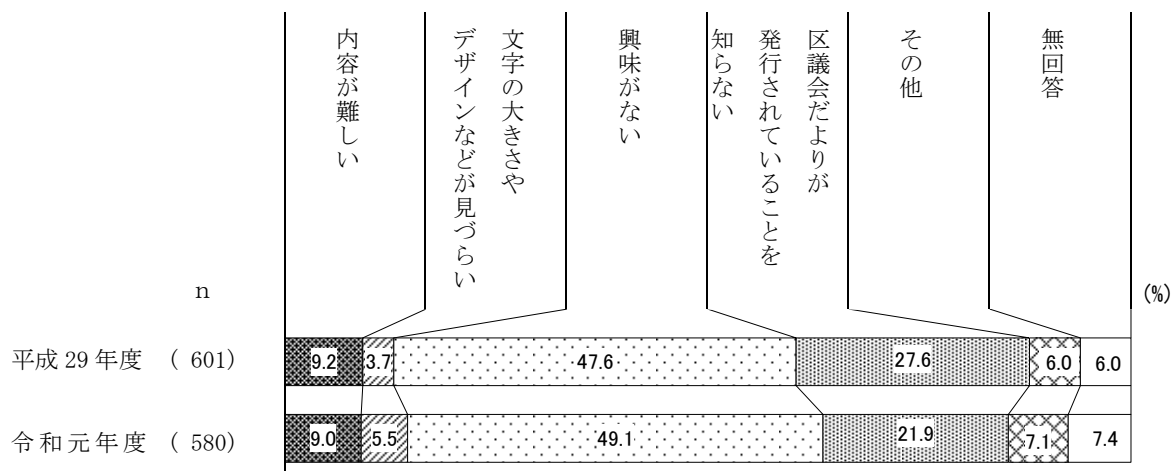 内容が難しい
文字の大きさや
デザインなどが見づらい
興味がない
区議会だよりが
発行されていることを
知らない
その他
無回答
n
(%)
平成 29 年度 ( 601)
9.2
3.7
47.6
27.6
6.0
6.0
令和元年度 ( 580)
9.0
5.5
49.1
21.9
7.1
7.4